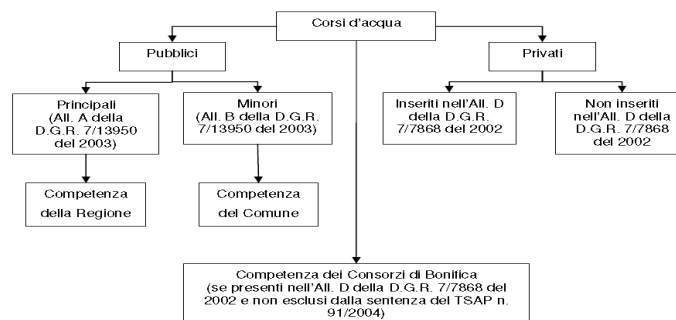 Corsi d'acqua
Pubblici
Privati
Principali
(All. A della
D.G.R. 7/13950
del 2003)
Minori
(All. B della D.G.R.
7/13950 del 2003)
Inseriti nell'All. D
della D.G.R.
7/7868 del 2002
Non inseriti
nell'All. D della
D.G.R. 7/7868
del 2002
Competenza
della Regione
Competenza
del Comune
Competenza dei Consorzi di Bonifica
(se presenti nell'All. D della D.G.R. 7/7868 del
2002 e non esclusi dalla sentenza del TSAP n.
91/2004)